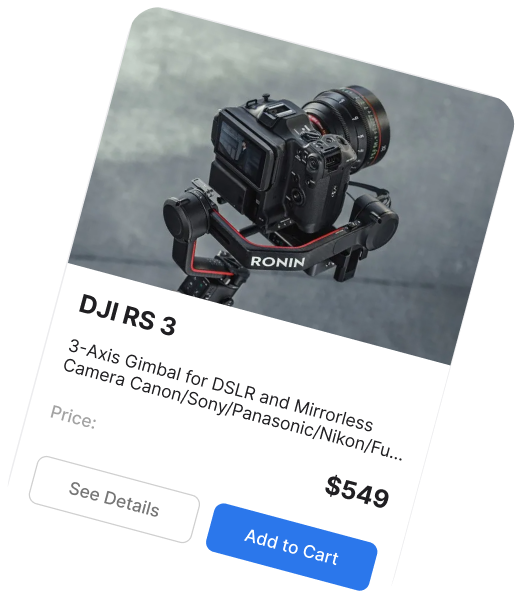 RONIN
DJI RS 3
3-Axis Gimbal for DSLR and Mirrorless
Camera Canon/Sony/Panasonic/Nikon/Fu...
Price:
$549
See Details
Add to Cart